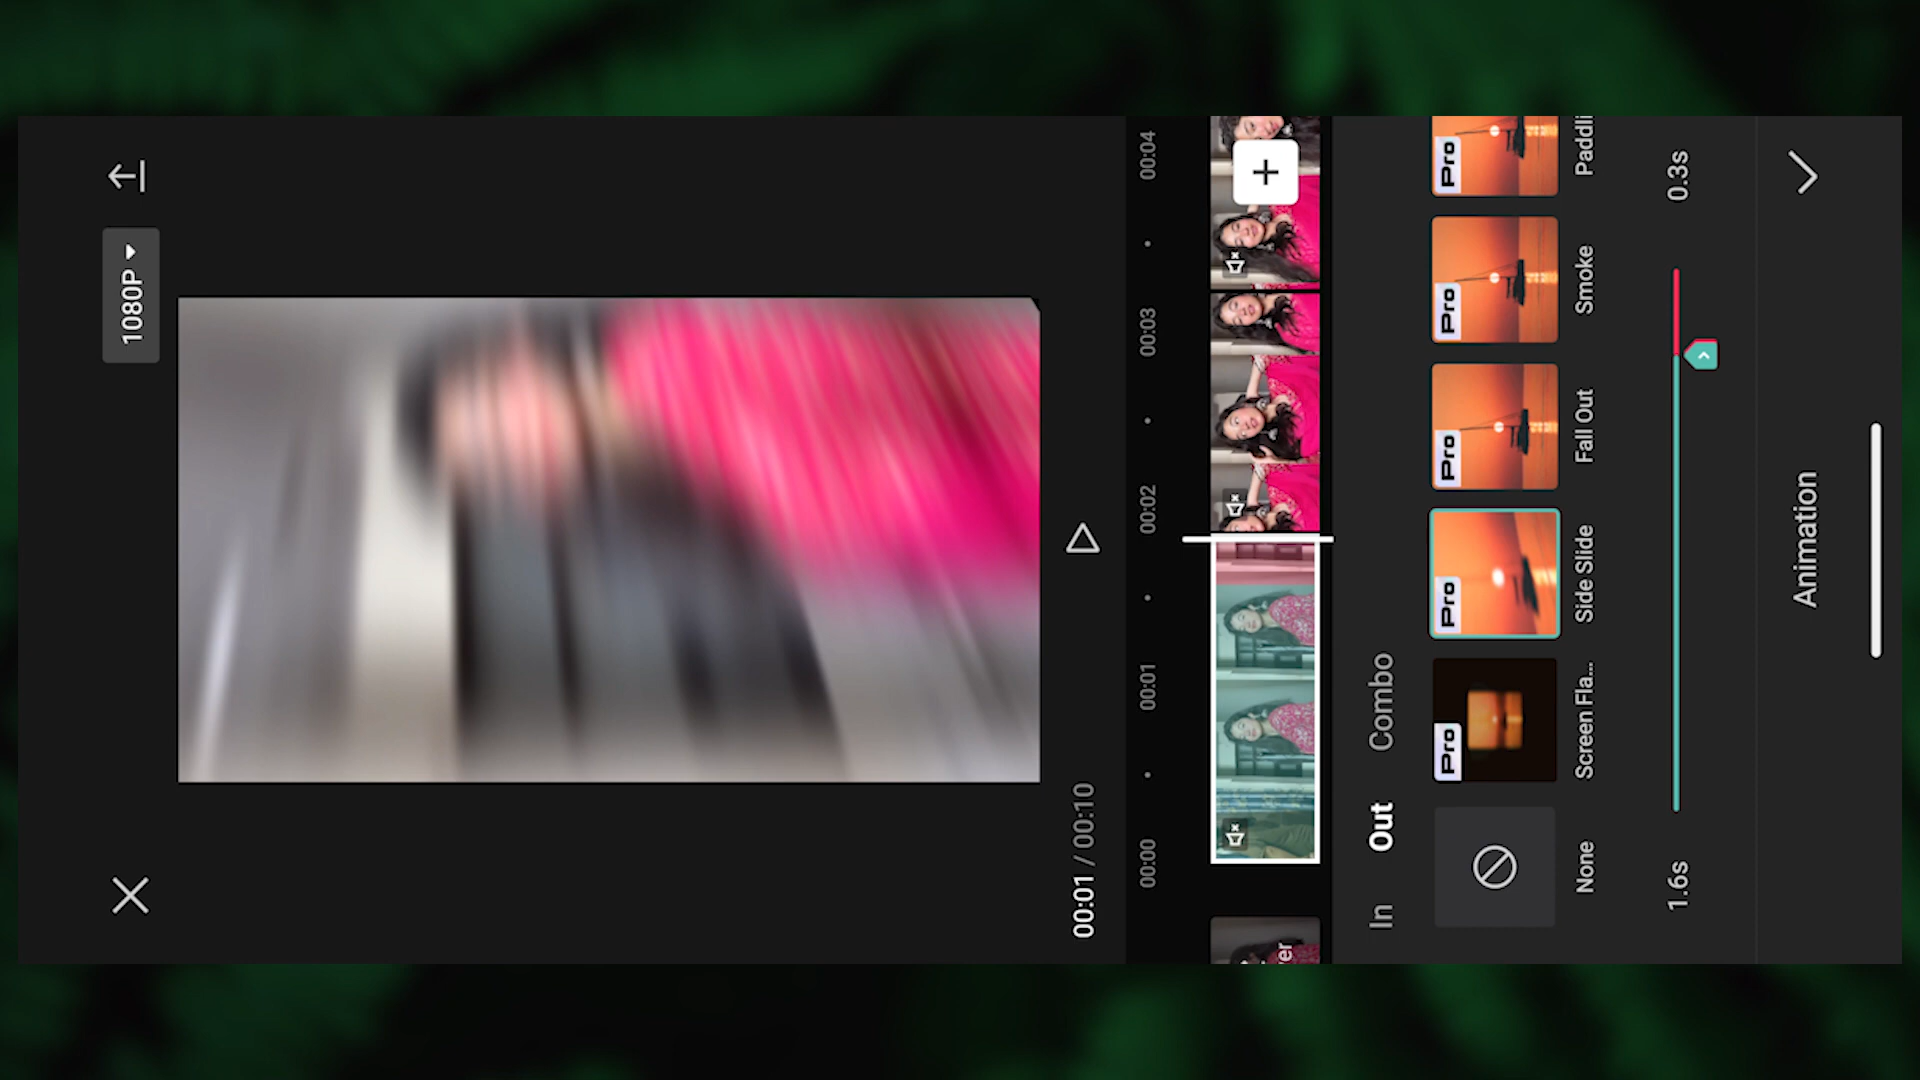 1080P
00:01 / 00:10
00:00
00:01
00:02
00:03
00:04
In
Out
Combo
None
Pro
Screen Fla...
Pro
Side Slide
Pro
Fall Out
Pro
Smoke
Pro
Paddli
1.6s
0.3s
Animation